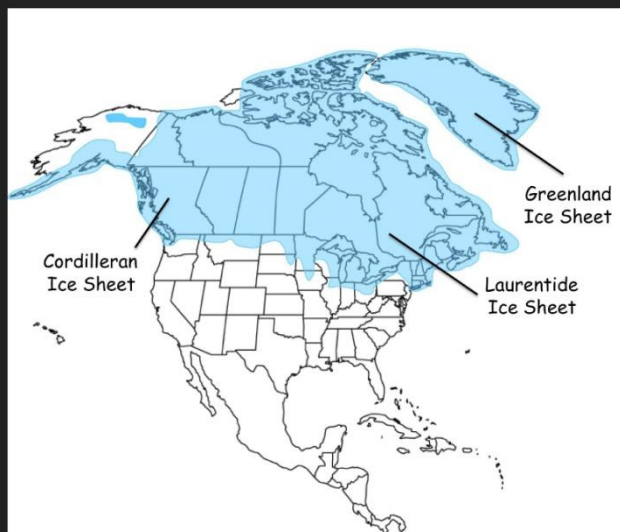 Greenland
Ice Sheet
Cordilleran
Ice Sheet
Laurentide
Ice Sheet